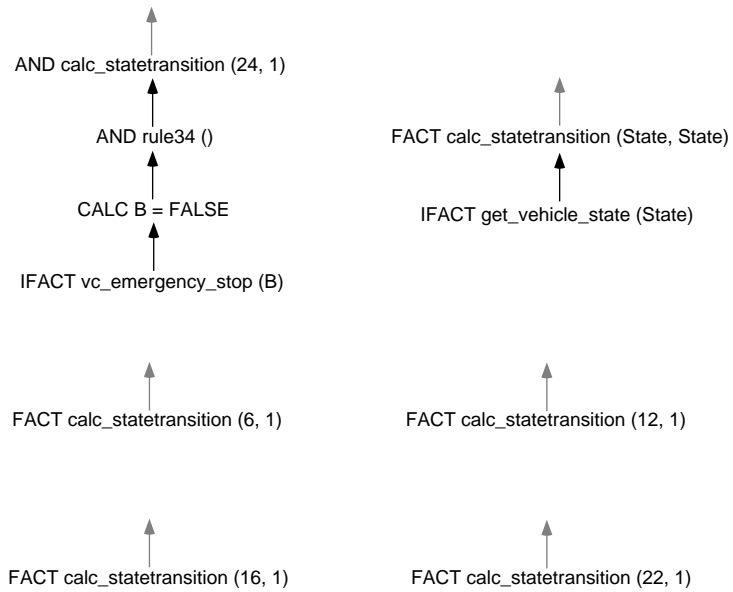 AND calc_statetransition (24, 1)
AND rule34 ()
CALC B = FALSE
IFACT vc_emergency_stop (B)
FACT calc_statetransition (State, State)
IFACT get_vehicle_state (State)
FACT calc_statetransition (6, 1)
FACT calc_statetransition (12, 1)
FACT calc_statetransition (16, 1)
FACT calc_statetransition (22, 1)